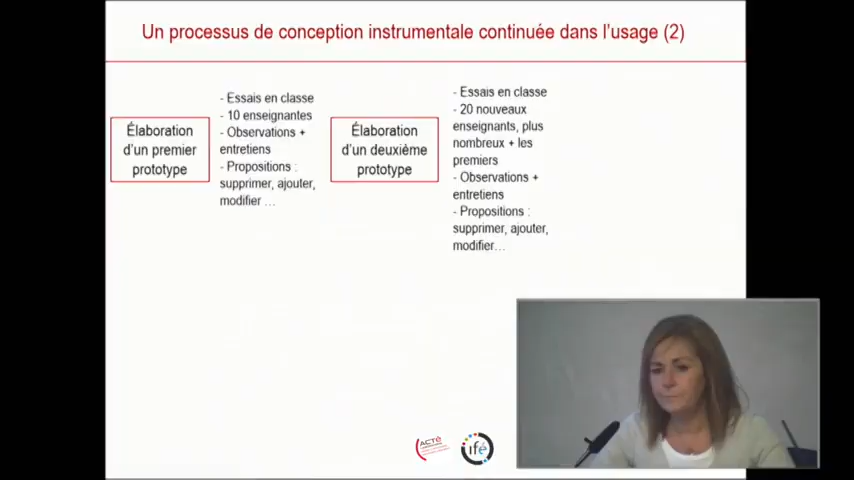 Un processus de conception instrumentale continuée dans l'usage (2)
Élaboration
d'un premier
prototype
- Essais en classe
- 10 enseignantes
- Observations +
entretiens
- Propositions :
supprimer, ajouter,
modifier ...
Élaboration
d'un deuxième
prototype
- Essais en classe
- 20 nouveaux
enseignants, plus
nombreux + les
premiers
- Observations +
entretiens
- Propositions :
supprimer, ajouter,
modifier...
ACTé
ifé